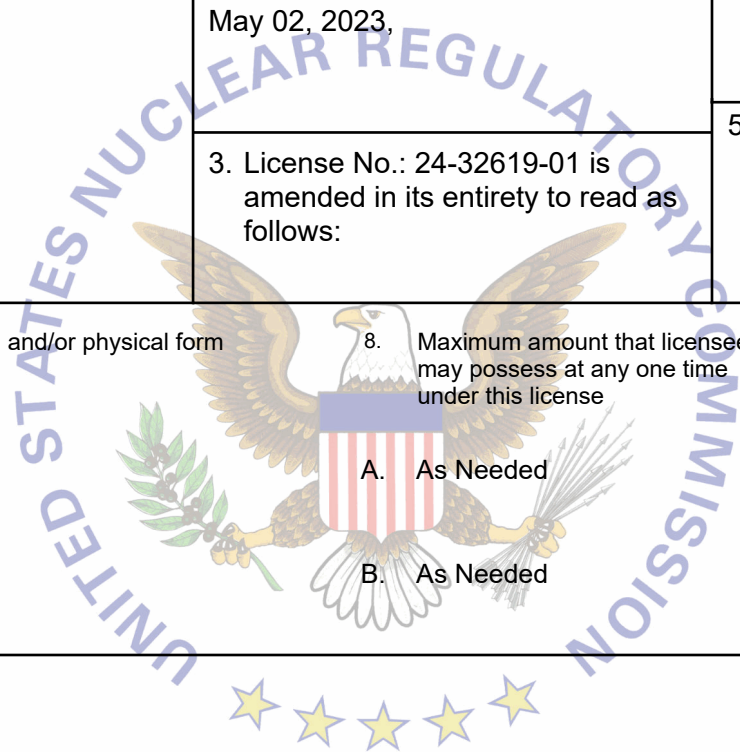 May 02, 2023,
5
3. License No.: 24-32619-01 is
amended in its entirety to read as
follows:
and/or physical form
8. Maximum amount that licensee
may possess at any one time
under this license
A. As Needed
B. As Needed
UNITED STATES NUCLEAR REGULATORY COMMISSION